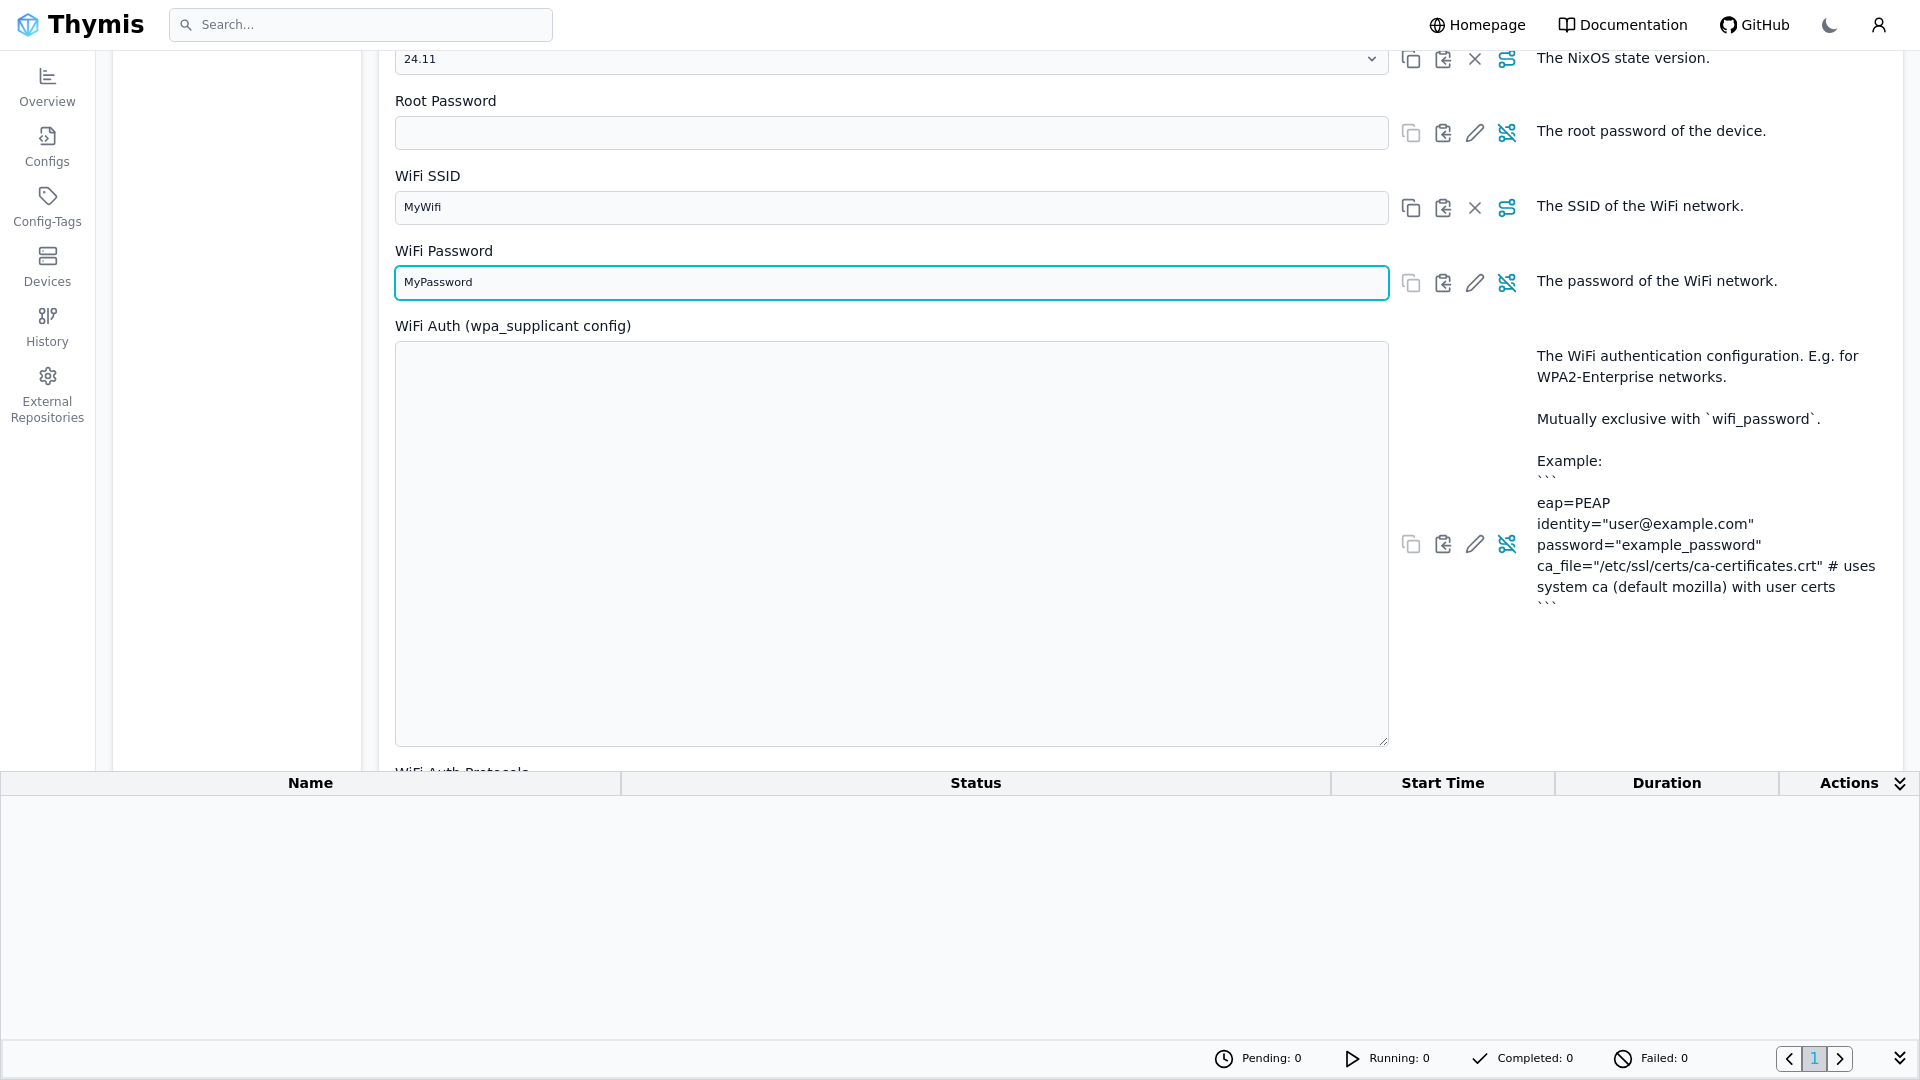 Thymis
Search...
Homepage
Documentation
GitHub
Overview
Configs
Config-Tags
Devices
History
External
Repositories
24.11
The NixOS state version.
Root Password
The root password of the device.
WiFi SSID
MyWifi
The SSID of the WiFi network.
WiFi Password
MyPassword
The password of the WiFi network.
WiFi Auth (wpa_supplicant config)
The WiFi authentication configuration. E.g. for
WPA2-Enterprise networks.
Mutually exclusive with `wifi_password`.
Example:
```
eap=PEAP
identity="user@example.com"
password="example_password"
ca_file="/etc/ssl/certs/ca-certificates.crt" # uses
system ca (default mozilla) with user certs
```
WiFi Auth Protocols
Name
Status
Start Time
Duration
Actions
Pending: 0
Running: 0
Completed: 0
Failed: 0
1